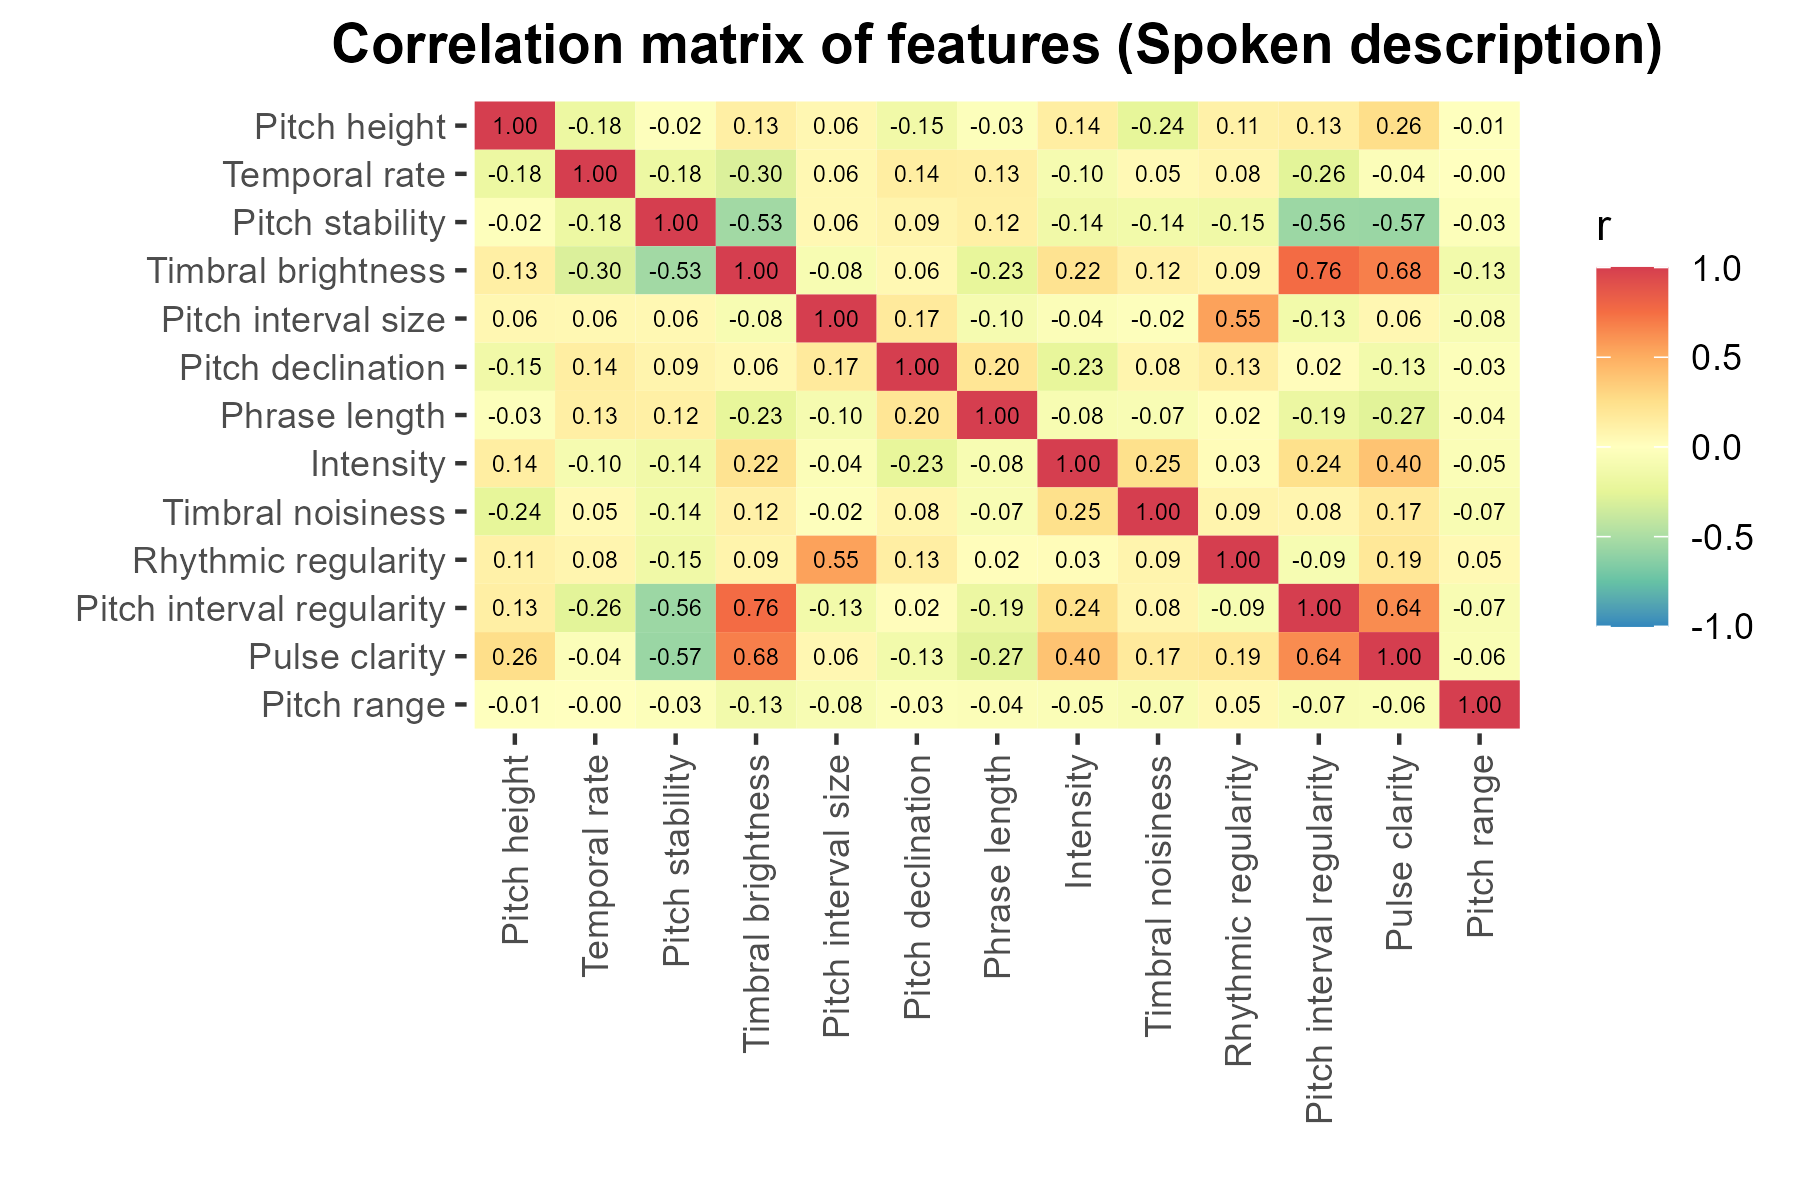 Correlation matrix of features (Spoken description)
Pitch height 1.00 -0.18 -0.02 0.13 0.06 -0.15 -0.03 0.14 -0.24 0.11 0.13 0.26 -0.01
Temporal rate -0.18 1.00 -0.18 -0.30 0.06 0.14 0.13 -0.10 0.05 0.08 -0.26 -0.04 -0.00
Pitch stability -0.02 -0.18 1.00 -0.53 0.06 0.09 0.12 -0.14 -0.14 -0.15 -0.56 -0.57 -0.03
Timbral brightness 0.13 -0.30 -0.53 1.00 -0.08 0.06 -0.23 0.22 0.12 0.09 0.76 0.68 -0.13
Pitch interval size 0.06 0.06 0.06 -0.08 1.00 0.17 -0.10 -0.04 -0.02 0.55 -0.13 0.06 -0.08
Pitch declination -0.15 0.14 0.09 0.06 0.17 1.00 0.20 -0.23 0.08 0.13 0.02 -0.13 -0.03
Phrase length -0.03 0.13 0.12 -0.23 -0.10 0.20 1.00 -0.08 -0.07 0.02 -0.19 -0.27 -0.04
Intensity 0.14 -0.10 -0.14 0.22 -0.04 -0.23 -0.08 1.00 0.25 0.03 0.24 0.40 -0.05
Timbral noisiness -0.24 0.05 -0.14 0.12 -0.02 0.08 -0.07 0.25 1.00 0.09 0.08 0.17 -0.07
Rhythmic regularity 0.11 0.08 -0.15 0.09 0.55 0.13 0.02 0.03 0.09 1.00 -0.09 0.19 0.05
Pitch interval regularity 0.13 -0.26 -0.56 0.76 -0.13 0.02 -0.19 0.24 0.08 -0.09 1.00 0.64 -0.07
Pulse clarity 0.26 -0.04 -0.57 0.68 0.06 -0.13 -0.27 0.40 0.17 0.19 0.64 1.00 -0.06
Pitch range -0.01 -0.00 -0.03 -0.13 -0.08 -0.03 -0.04 -0.05 -0.07 0.05 -0.07 -0.06 1.00
Pitch height
Temporal rate
Pitch stability
Timbral brightness
Pitch interval size
Pitch declination
Phrase length
Intensity
Timbral noisiness
Rhythmic regularity
Pitch interval regularity
Pulse clarity
Pitch range
r
1.0
0.5
0.0
-0.5
-1.0